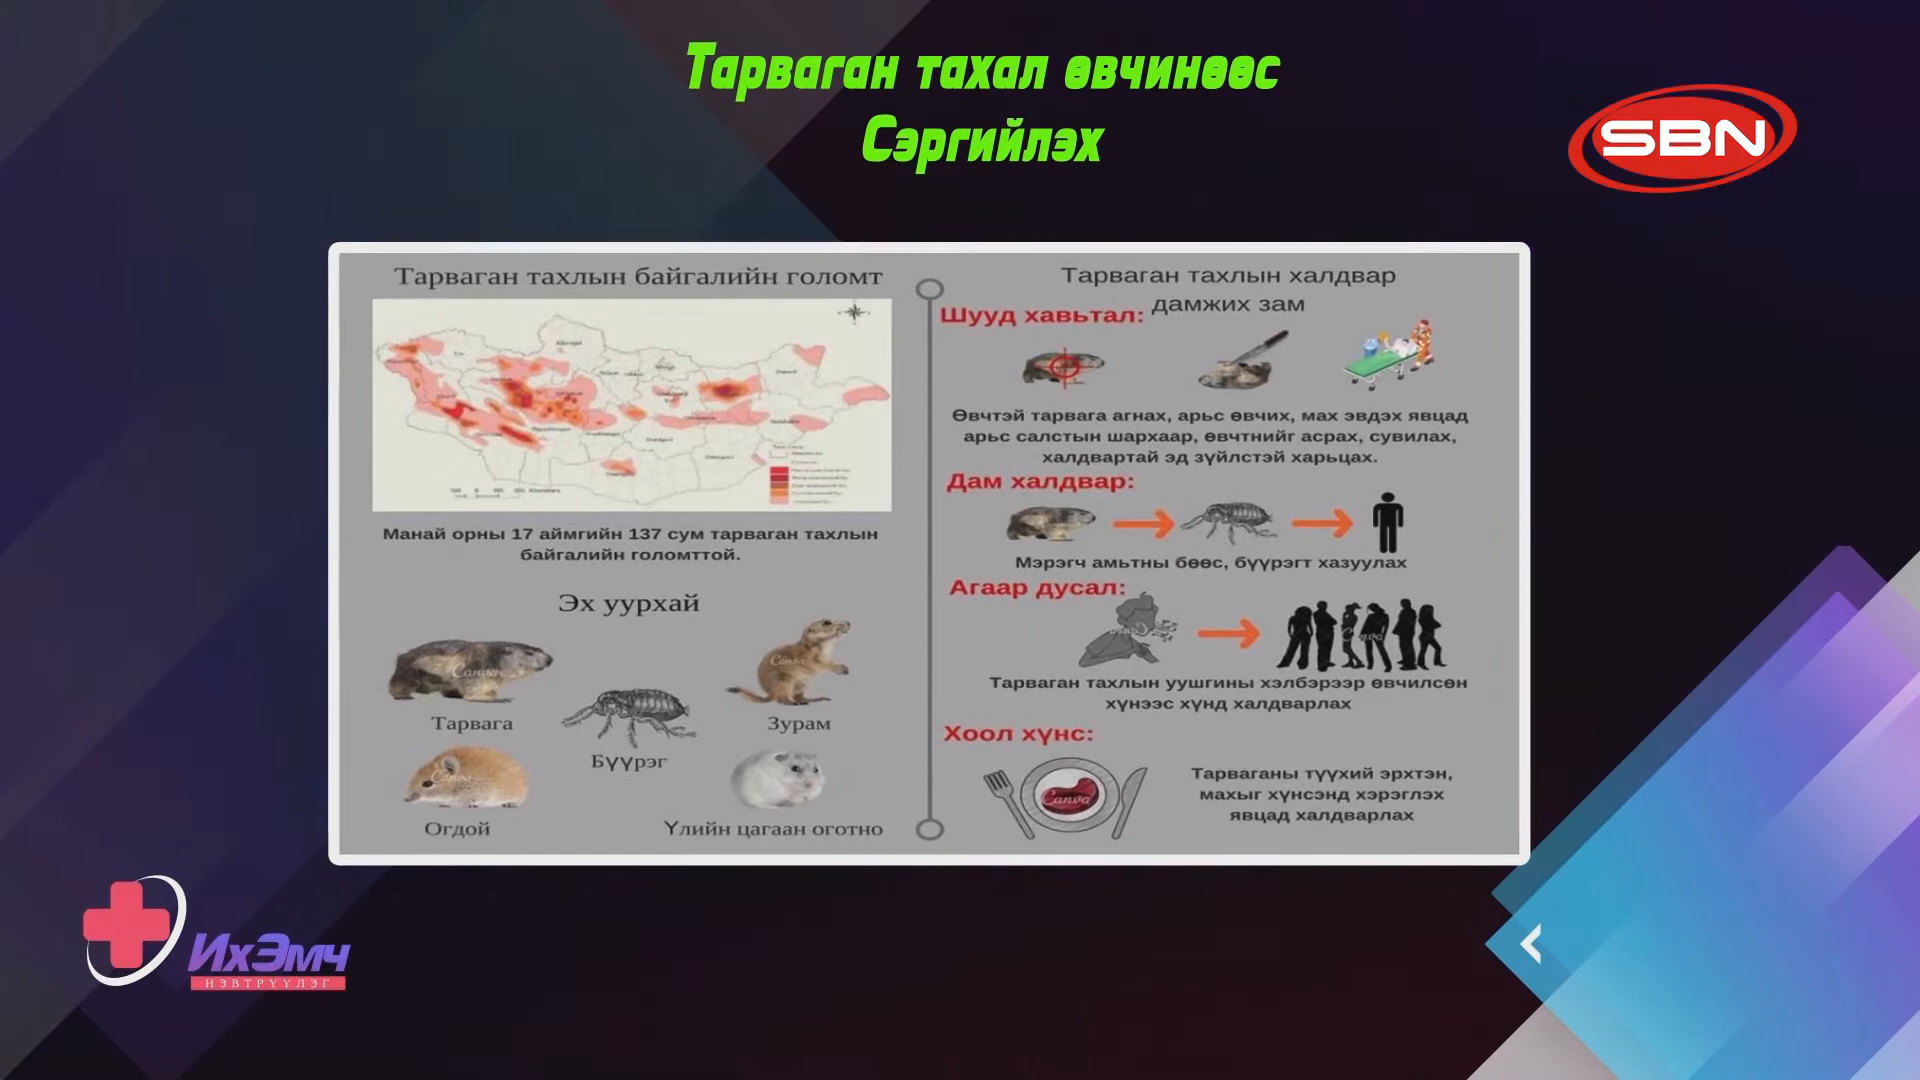 Тарваган тахал өвчинөөс
Сэргийлэх
SBN
Тарваган тахлын байгалийн голомт
Манай орны 17 аймгийн 137 сум тарваган тахлын
байгалийн голомттой.
Эх уурхай
Тарвага
Зурам
Бүүрэг
Огдой
Үлийн цагаан оготно
Тарваган тахлын халдвар
дамжих зам
Шууд хавьтал:
Өвчтэй тарвага агнах, арьс өвчих, мах эвдэх явцад
арьс салстын шархаар, өвчтнийг асрах, сувилах,
халдвартай эд зүйлстэй харьцах.
Дам халдвар:
Мэрэгч амьтны бөөс, бүүрэгт хазуулах
Агаар дусал:
Canva
Тарваган тахлын уушгины хэлбэрээр өвчилсөн
хүнээс хүнд халдварлах
Хоол хүнс:
Canva
Тарваганы түүхий эрхтэн,
махыг хүнсэнд хэрэглэх
явцад халдварлах
ИхЭмч
НЭВТРҮҮЛЭГ